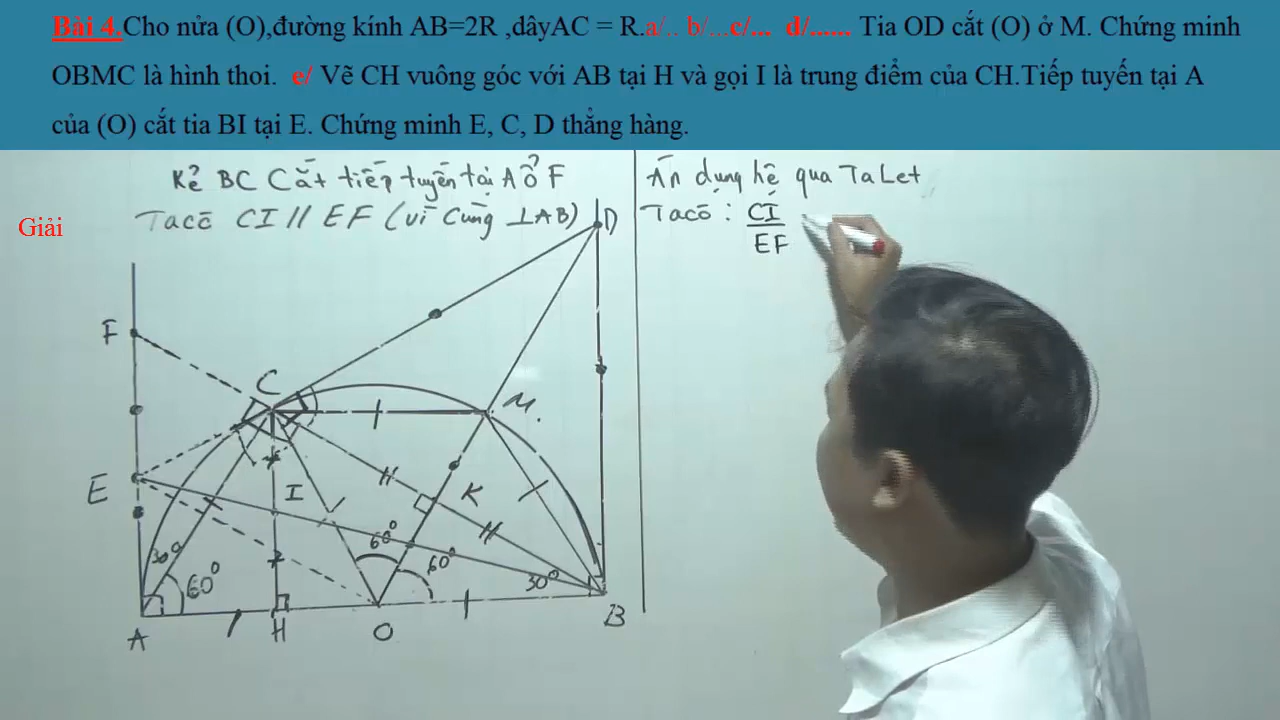 Bài 4.Cho nửa (O),đường kính AB=2R ,dâyAC = R.a/.. b/...c/... d/...... Tia OD cắt (O) ở M. Chứng minh
OBMC là hình thoi. e/ Vẽ CH vuông góc với AB tại H và gọi I là trung điểm của CH.Tiếp tuyến tại A
của (O) cắt tia BI tại E. Chứng minh E, C, D thẳng hàng.
Giải
Kẻ BC Cắt tiếp tuyến tại A ở F
Ta có CI // EF (vì cùng ⊥AB)
Áp dụng hệ quả TaLet
Ta có : CI
EF
D
F
C
M.
E
I
K
30°
60°
60°
60°
30°
A
H
O
B